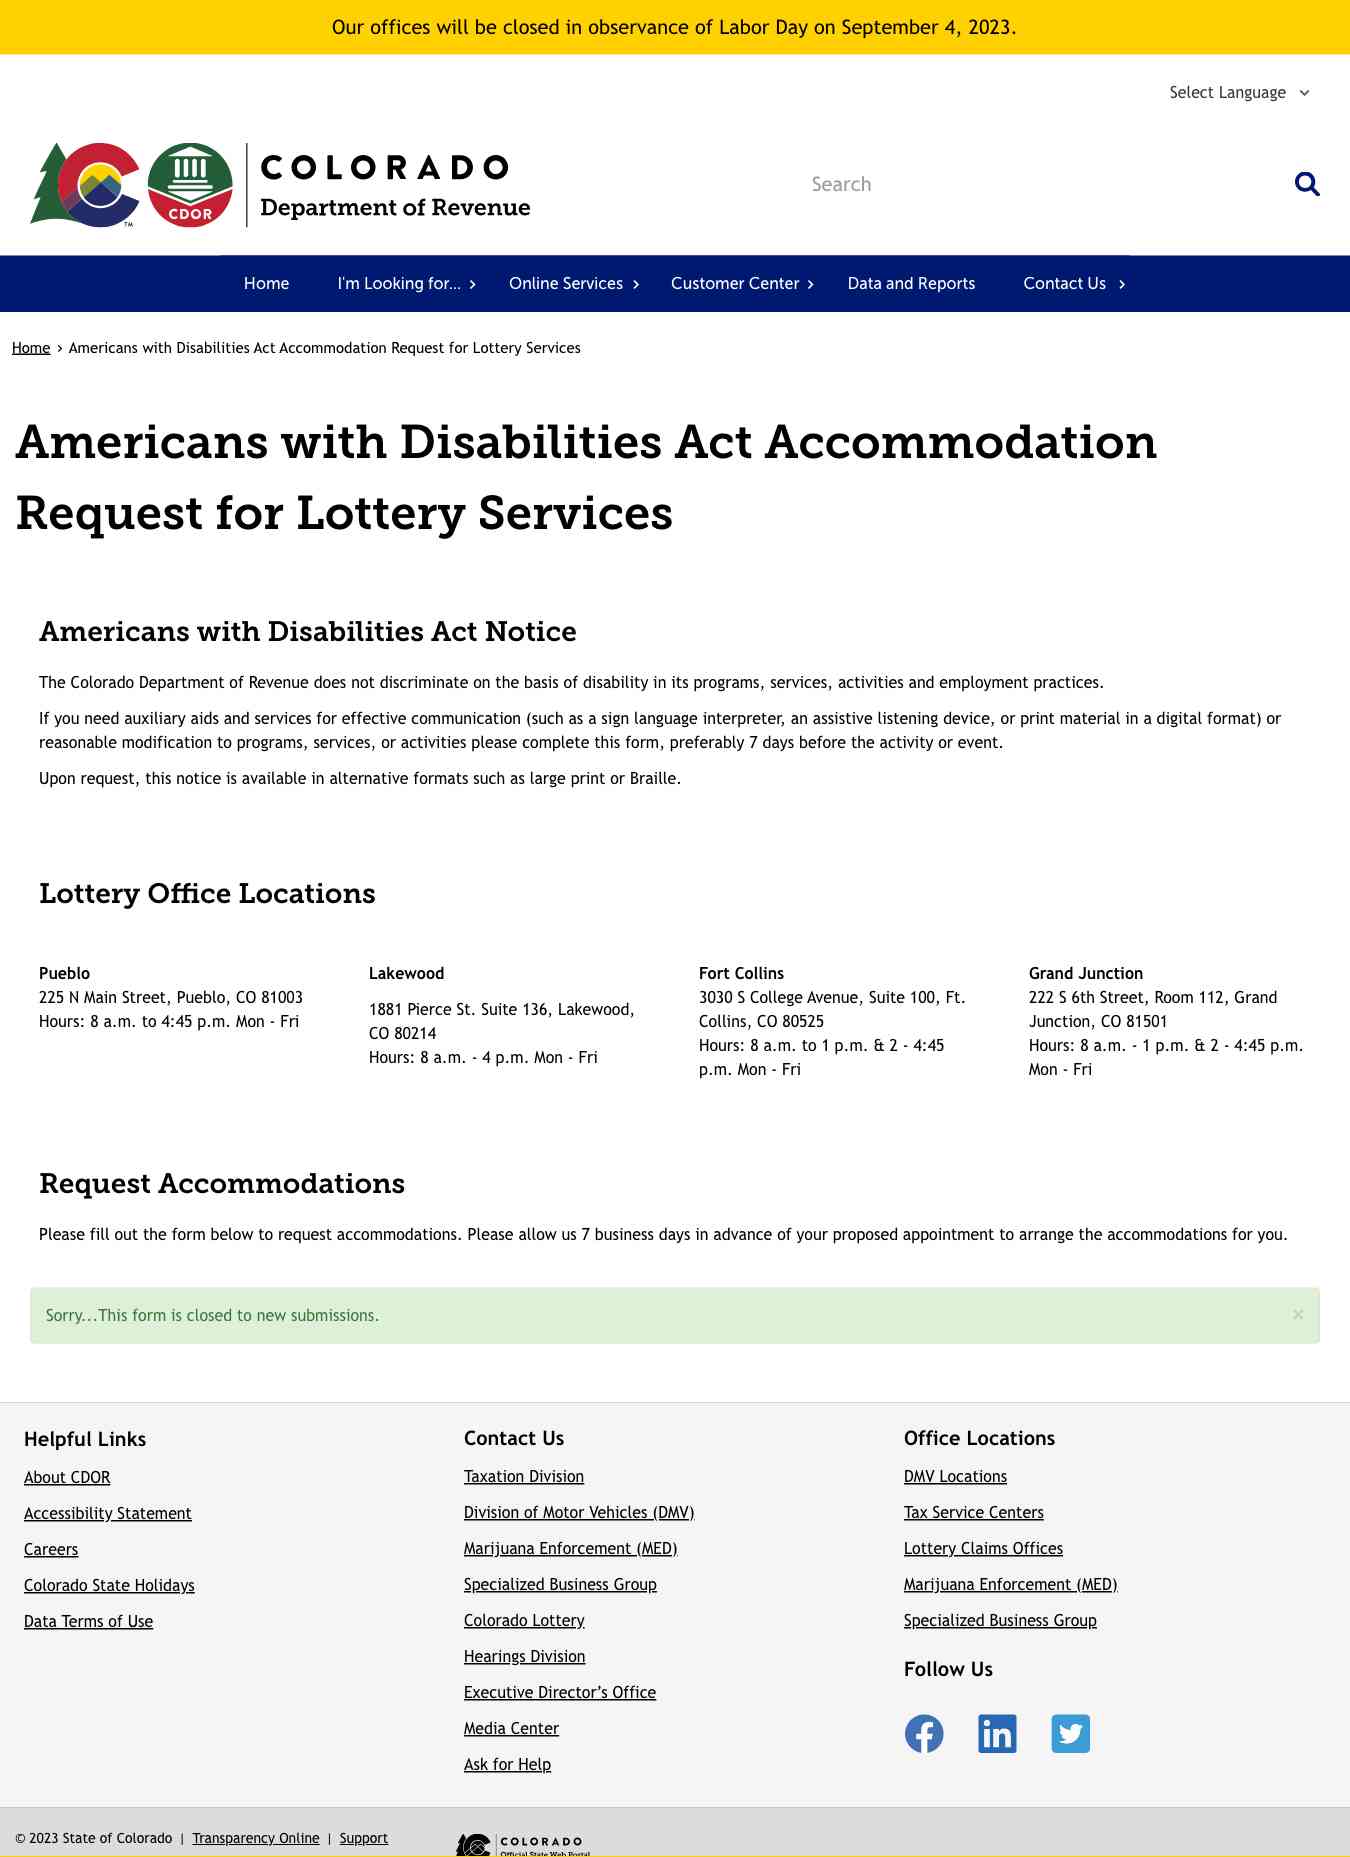 Our offices will be closed in observance of Labor Day on September 4, 2023.
Select Language
CDOR
TM
COLORADO
Department of Revenue
Search
Home
I'm Looking for...
Online Services
Customer Center
Data and Reports
Contact Us
Home › Americans with Disabilities Act Accommodation Request for Lottery Services
Americans with Disabilities Act Accommodation
Request for Lottery Services
Americans with Disabilities Act Notice
The Colorado Department of Revenue does not discriminate on the basis of disability in its programs, services, activities and employment practices.
If you need auxiliary aids and services for effective communication (such as a sign language interpreter, an assistive listening device, or print material in a digital format) or
reasonable modification to programs, services, or activities please complete this form, preferably 7 days before the activity or event.
Upon request, this notice is available in alternative formats such as large print or Braille.
Lottery Office Locations
Pueblo
225 N Main Street, Pueblo, CO 81003
Hours: 8 a.m. to 4:45 p.m. Mon - Fri
Lakewood
1881 Pierce St. Suite 136, Lakewood,
CO 80214
Hours: 8 a.m. - 4 p.m. Mon - Fri
Fort Collins
3030 S College Avenue, Suite 100, Ft.
Collins, CO 80525
Hours: 8 a.m. to 1 p.m. & 2 - 4:45
p.m. Mon - Fri
Grand Junction
222 S 6th Street, Room 112, Grand
Junction, CO 81501
Hours: 8 a.m. - 1 p.m. & 2 - 4:45 p.m.
Mon - Fri
Request Accommodations
Please fill out the form below to request accommodations. Please allow us 7 business days in advance of your proposed appointment to arrange the accommodations for you.
Sorry...This form is closed to new submissions.
×
Helpful Links
About CDOR
Accessibility Statement
Careers
Colorado State Holidays
Data Terms of Use
Contact Us
Taxation Division
Division of Motor Vehicles (DMV)
Marijuana Enforcement (MED)
Specialized Business Group
Colorado Lottery
Hearings Division
Executive Director’s Office
Media Center
Ask for Help
Office Locations
DMV Locations
Tax Service Centers
Lottery Claims Offices
Marijuana Enforcement (MED)
Specialized Business Group
Follow Us
in
© 2023 State of Colorado | Transparency Online | Support
COLORADO
Official State Web Portal